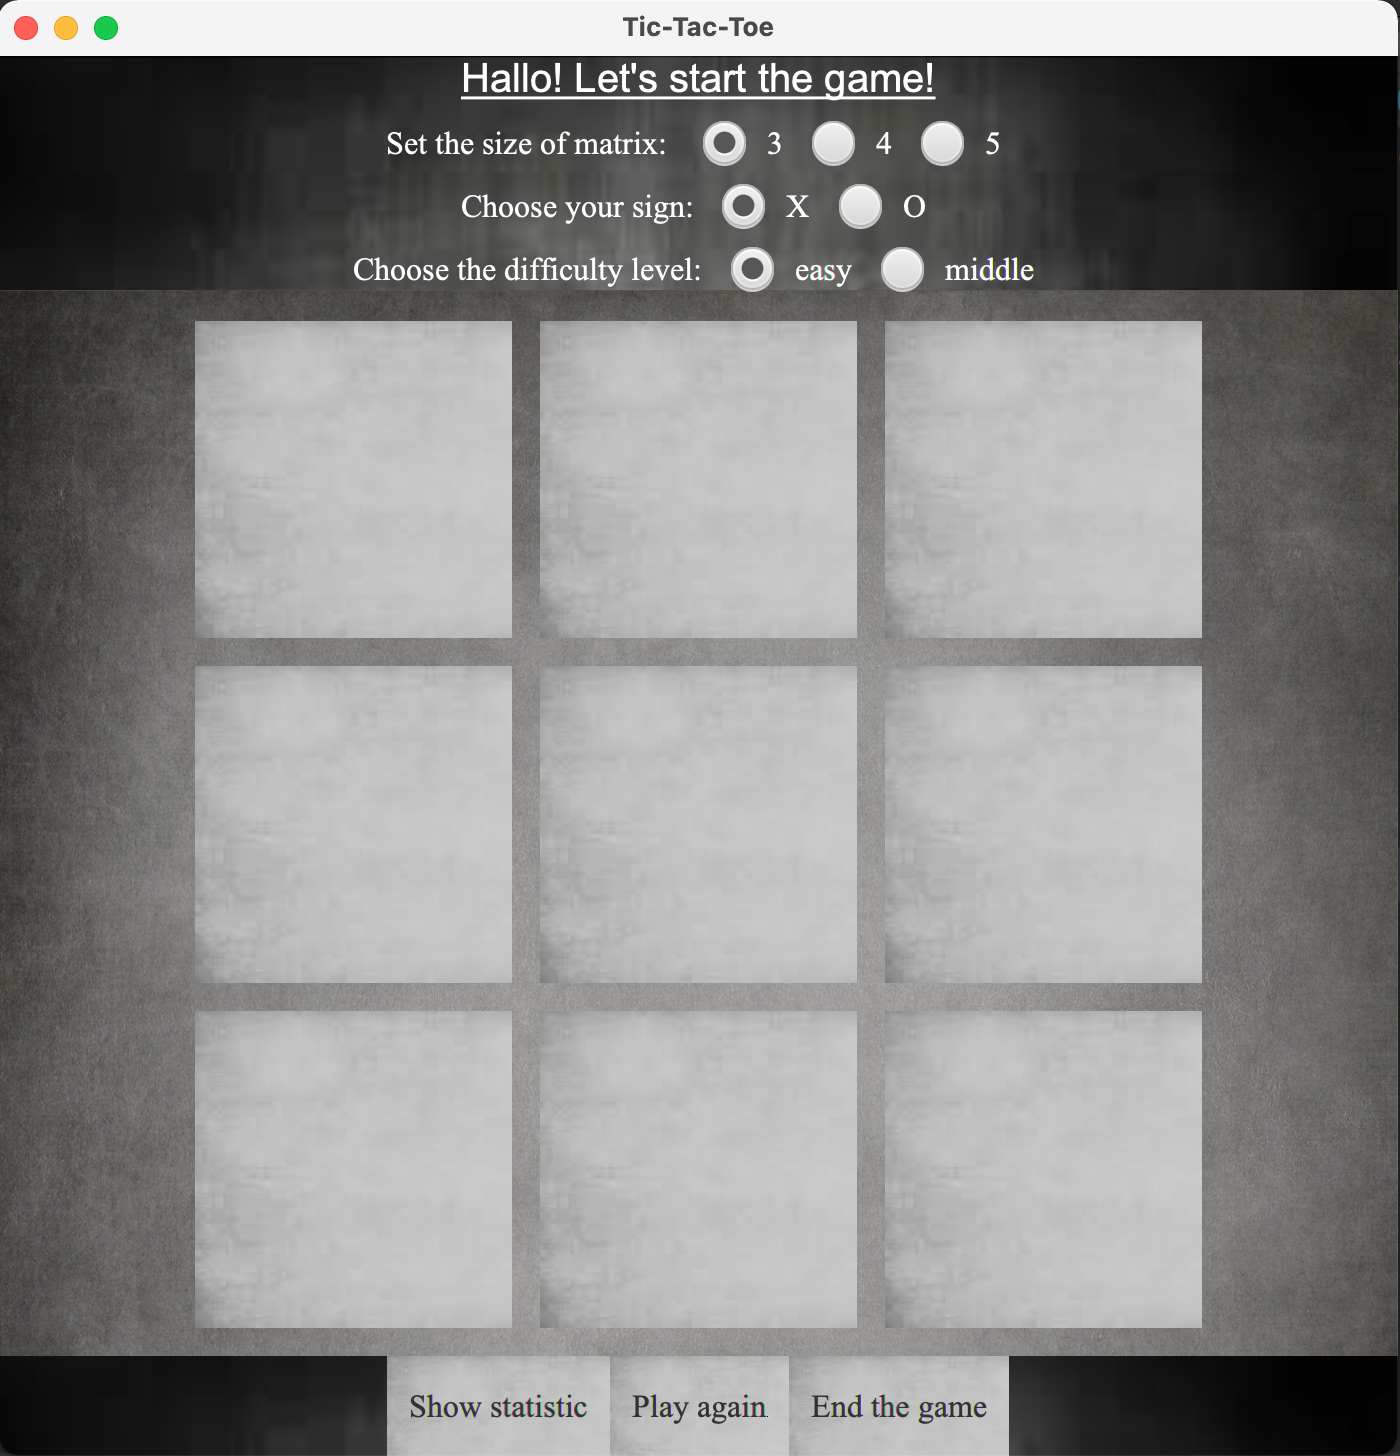 Tic-Tac-Toe
Hallo! Let's start the game!
Set the size of matrix: 3 4 5
Choose your sign: X O
Choose the difficulty level: easy middle
Show statistic Play again End the game